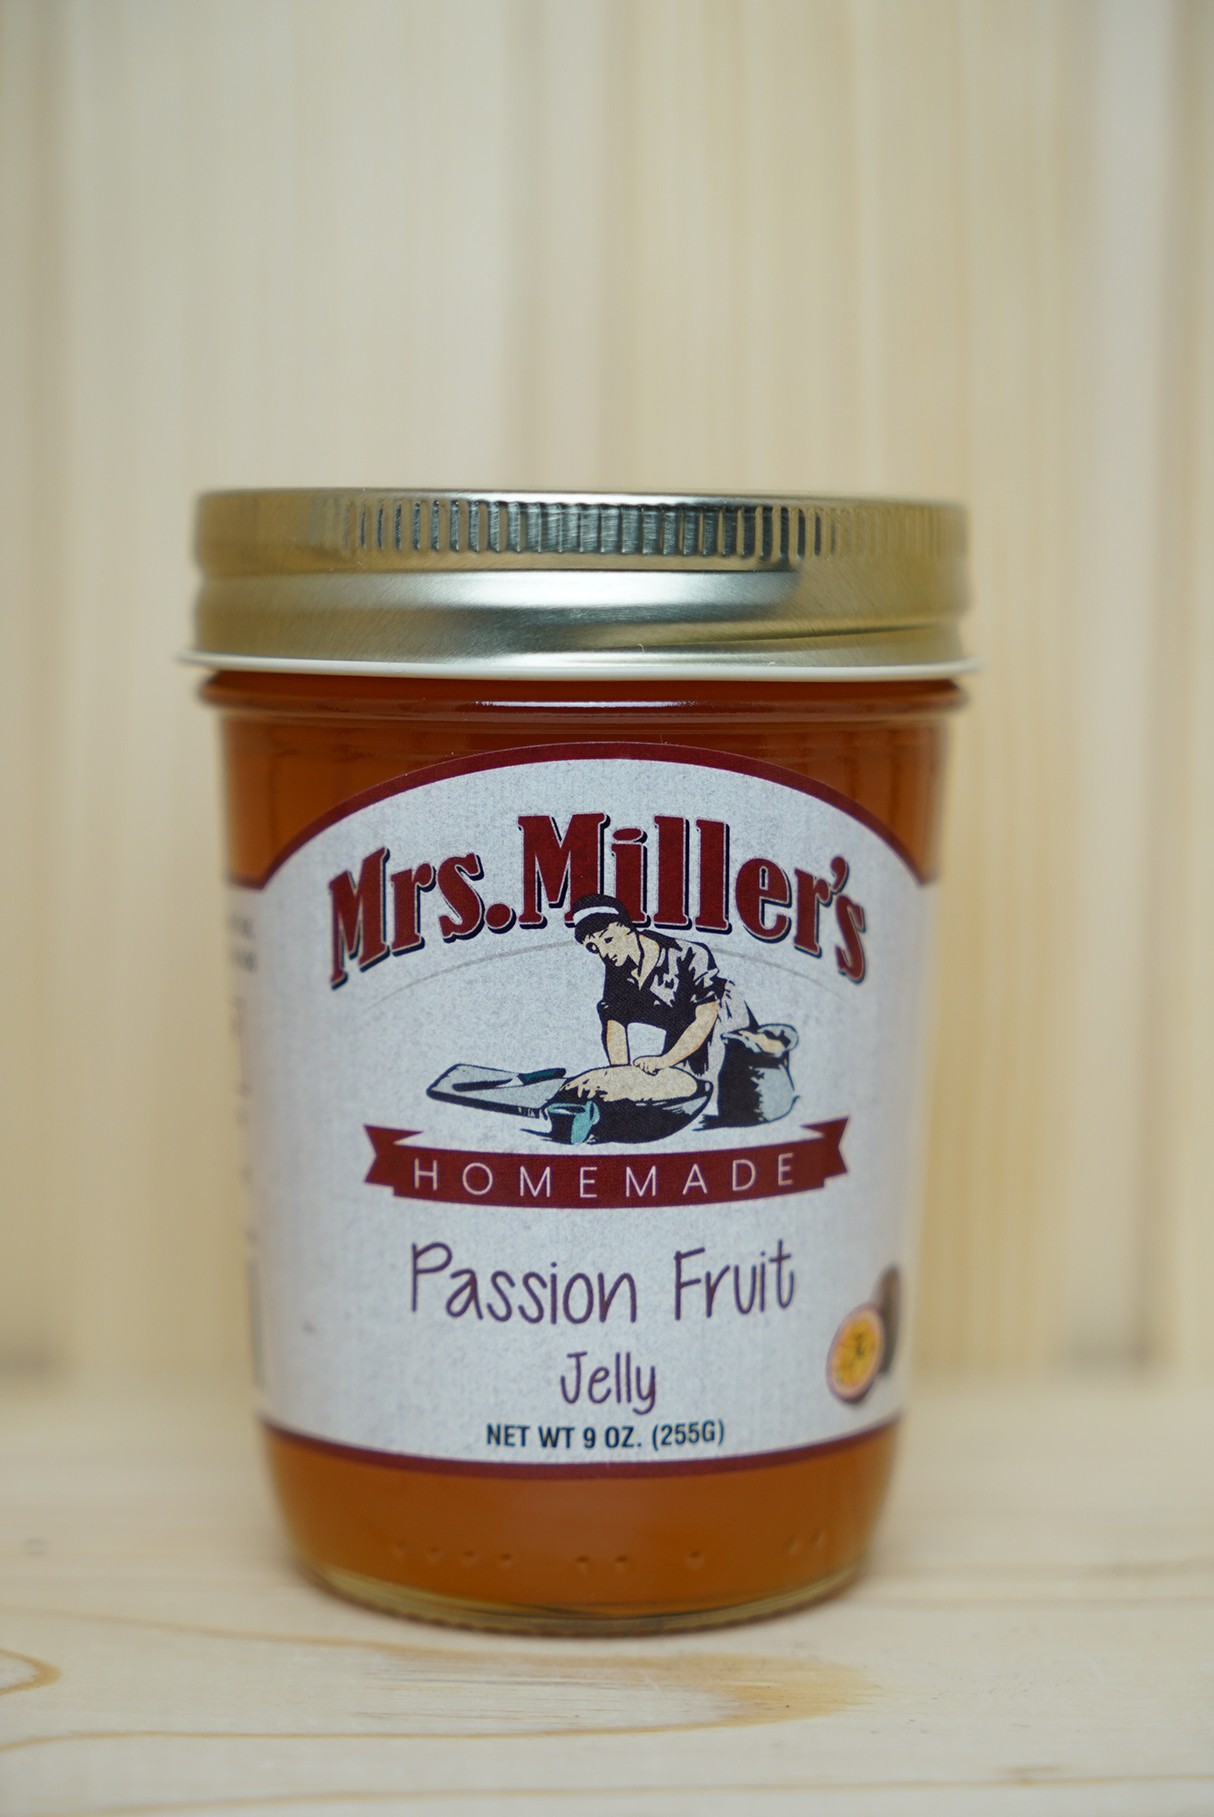 Mrs. Miller's
HOMEMADE
Passion Fruit
Jelly
NET WT 9 OZ. (255G)